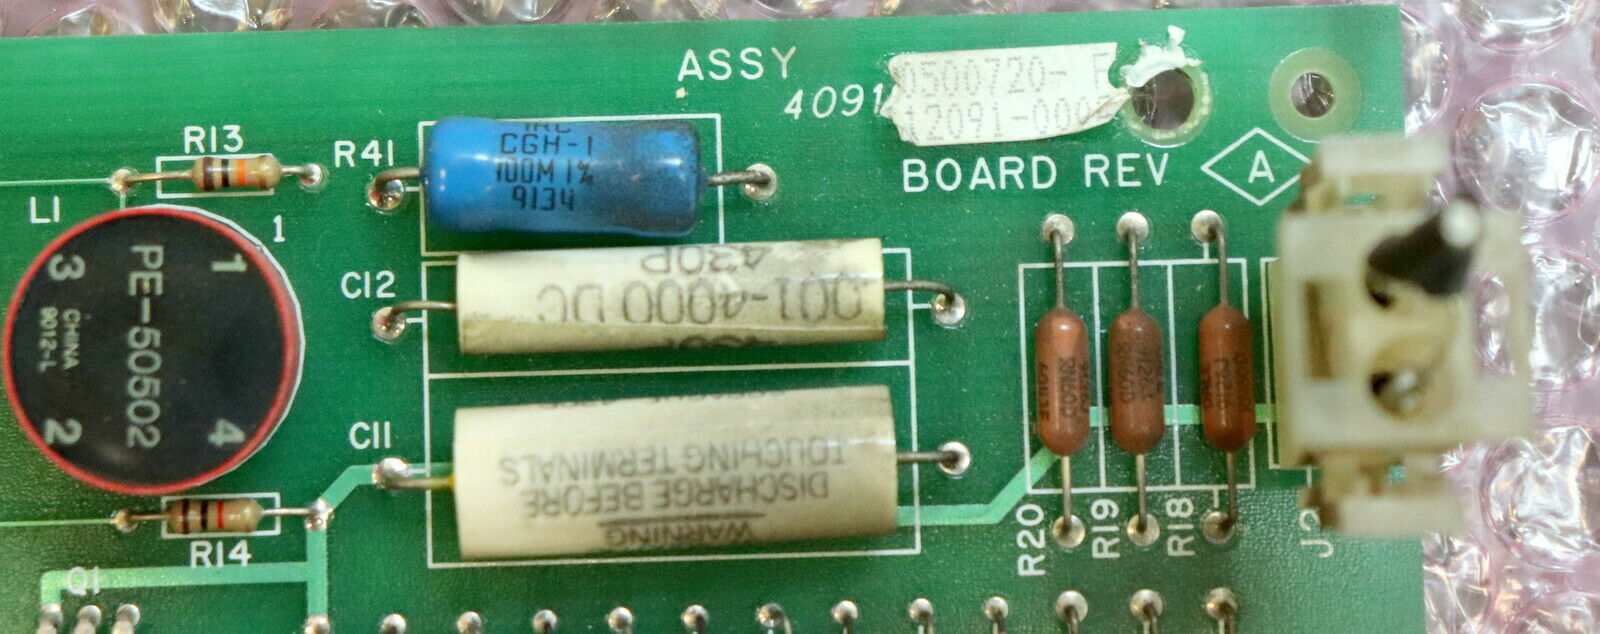 ASSY
4091
0500720-
12091-000
BOARD REV A
R13
R41
CGH-1
100M 1%
9134
L1
1
PE-50502
1
2
3
4
CHINA
9012-L
C12
430P
.001-4000 DC
C11
WARNING
DISCHARGE BEFORE
TOUCHING TERMINALS
R14
Q1
R20
R19
R18